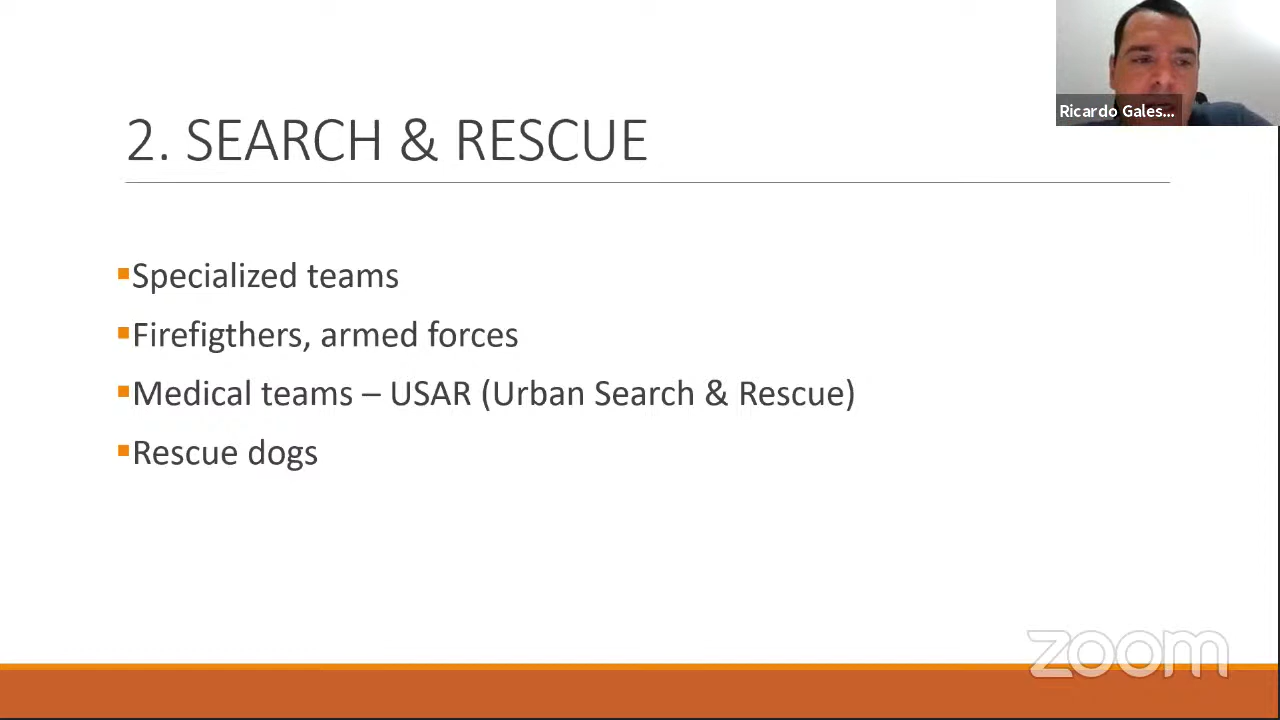 Ricardo Gales...
2. SEARCH & RESCUE
Specialized teams
Firefigthers, armed forces
Medical teams – USAR (Urban Search & Rescue)
Rescue dogs
zoom